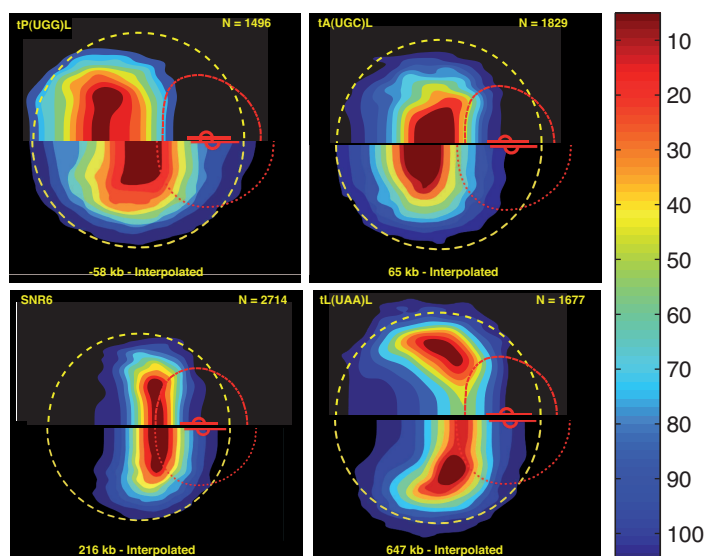 tP(UGG)L N = 1496
tA(UGC)L N = 1829
-58 kb - Interpolated
65 kb - Interpolated
SNR6 N = 2714
tL(UAA)L N = 1677
216 kb - Interpolated
647 kb - Interpolated
10
20
30
40
50
60
70
80
90
100